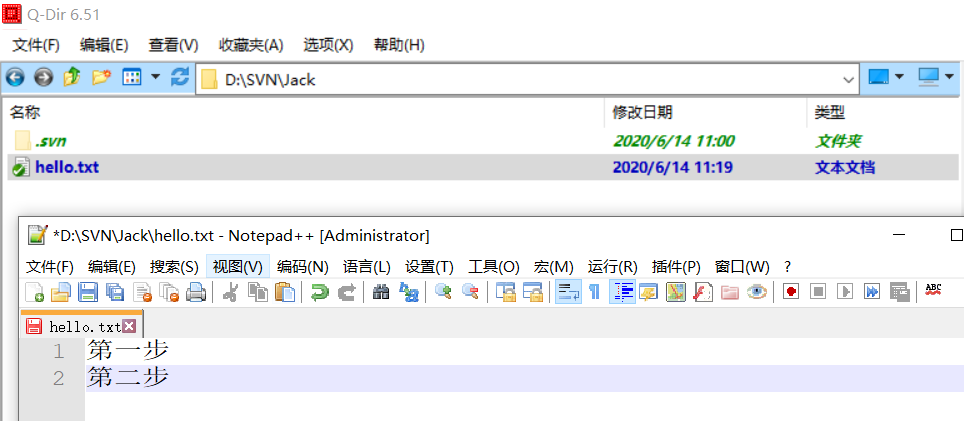 Q-Dir 6.51
文件(F) 编辑(E) 查看(V) 收藏夹(A) 选项(X) 帮助(H)
D:\SVN\Jack
名称 修改日期 类型
.svn 2020/6/14 11:00 文件夹
hello.txt 2020/6/14 11:19 文本文档
*D:\SVN\Jack\hello.txt - Notepad++ [Administrator]
文件(F) 编辑(E) 搜索(S) 视图(V) 编码(N) 语言(L) 设置(T) 工具(O) 宏(M) 运行(R) 插件(P) 窗口(W) ?
ABC
hello.txt
1 第一步
2 第二步